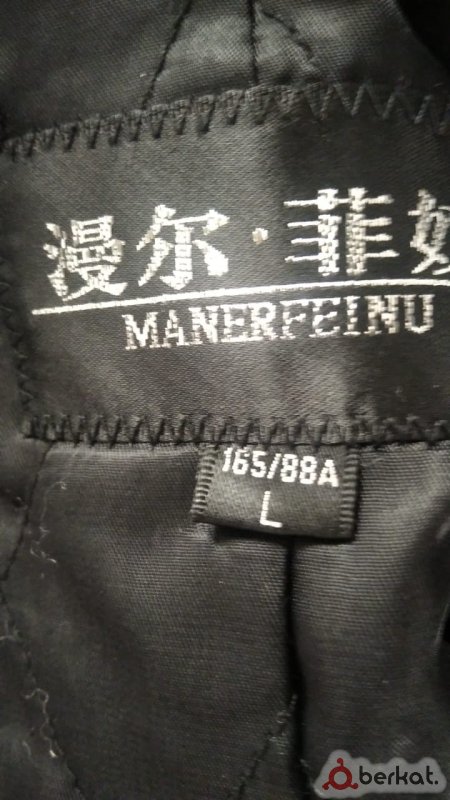 漫尔·菲
MANERFEINU
165/88A
L
berkat.